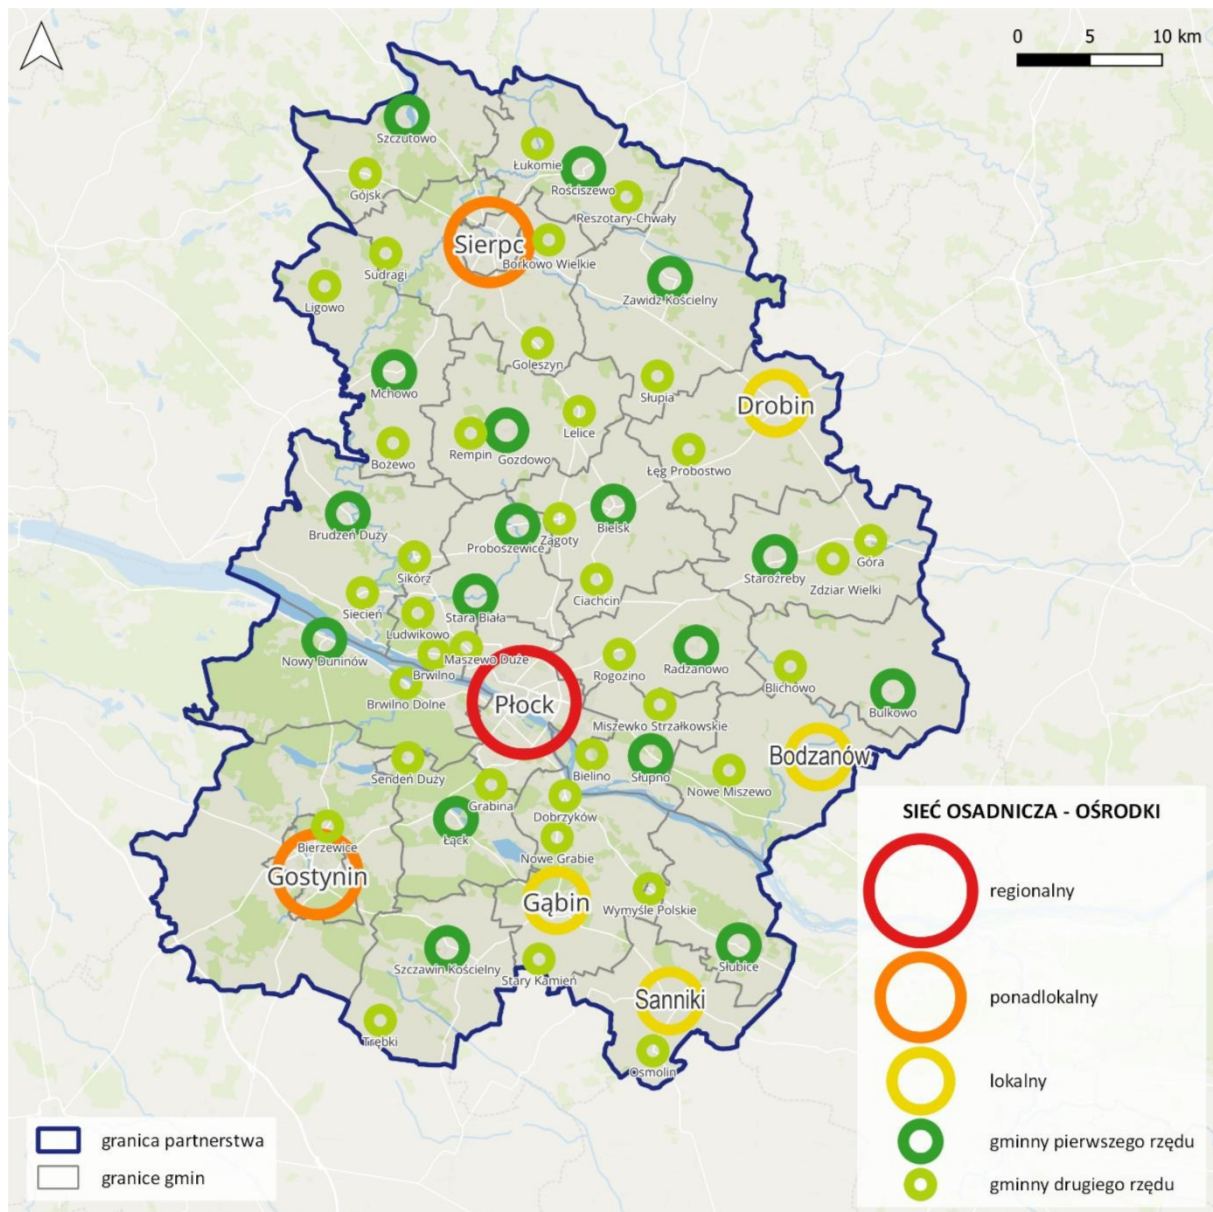 0 5 10 km
Szczutowo
Łukomie
Gójsk
Rościszewo
Reszotary-Chwały
Sierpc
Borkowo Wielkie
Sudragi
Zawidz Kościelny
Ligowo
Goleszyn
Mchowo
Słupia
Drobin
Lelice
Rempin
Gozdowo
Bożewo
Łęg Probostwo
Brudzeń Duży
Bielsk
Proboszewice
Zągoty
Góra
Sikórz
Staroźreby
Zdziar Wielki
Siecień
Ciachcin
Stara Biała
Ludwikowo
Nowy Duninów
Maszewo Duże
Brwilno
Rogozino
Radzanowo
Blichowo
Brwilno Dolne
Płock
Bulkowo
Miszewko Strzałkowskie
Bodzanów
Sendeń Duży
Bielino
Słupno
Nowe Miszewo
Grabina
Dobrzyków
Łąck
Bierzewice
Nowe Grabie
Gostynin
Gąbin
Wymyśle Polskie
Szczawin Kościelny
Słubice
Stary Kamień
Sanniki
Trębki
Osmolin
SIEĆ OSADNICZA - OŚRODKI
regionalny
ponadlokalny
lokalny
gminny pierwszego rzędu
gminny drugiego rzędu
granica partnerstwa
granice gmin